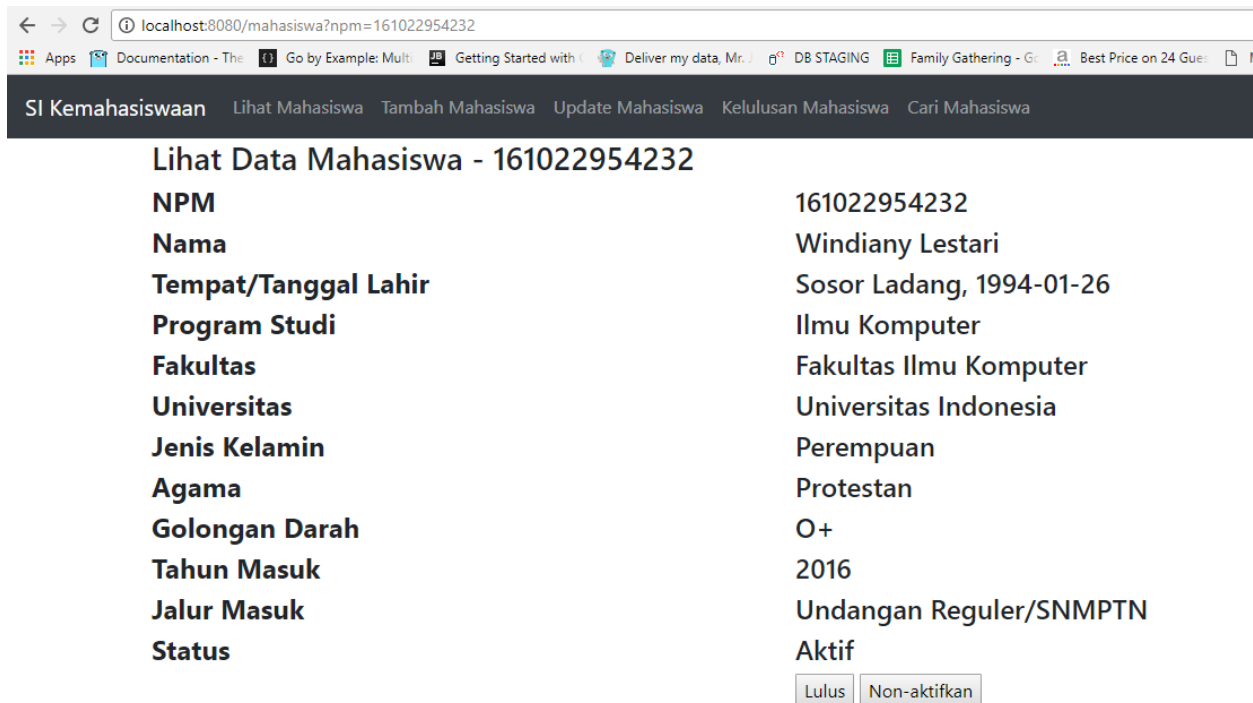 localhost:8080/mahasiswa?npm=161022954232
Apps Documentation - The Go by Example: Multi Getting Started with Deliver my data, Mr. DB STAGING Family Gathering - Go Best Price on 24 Gues
SI Kemahasiswaan Lihat Mahasiswa Tambah Mahasiswa Update Mahasiswa Kelulusan Mahasiswa Cari Mahasiswa
Lihat Data Mahasiswa - 161022954232
NPM 161022954232
Nama Windiany Lestari
Tempat/Tanggal Lahir Sosor Ladang, 1994-01-26
Program Studi Ilmu Komputer
Fakultas Fakultas Ilmu Komputer
Universitas Universitas Indonesia
Jenis Kelamin Perempuan
Agama Protestan
Golongan Darah O+
Tahun Masuk 2016
Jalur Masuk Undangan Reguler/SNMPTN
Status Aktif
Lulus Non-aktifkan